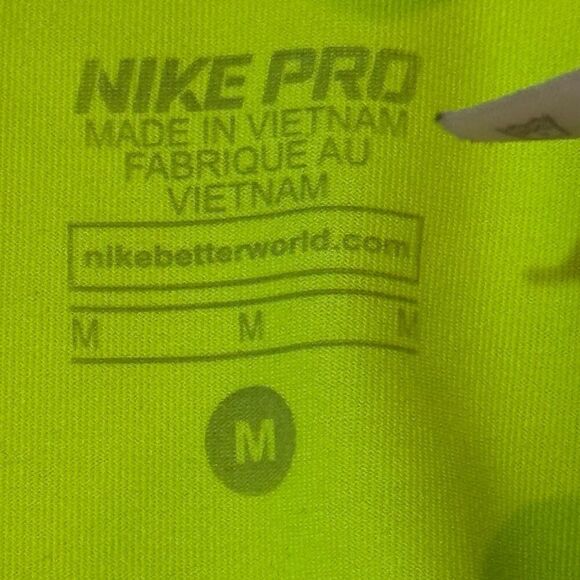 NIKE PRO
MADE IN VIETNAM
FABRIQUE AU
VIETNAM
nikebetterworld.com
M M M
M